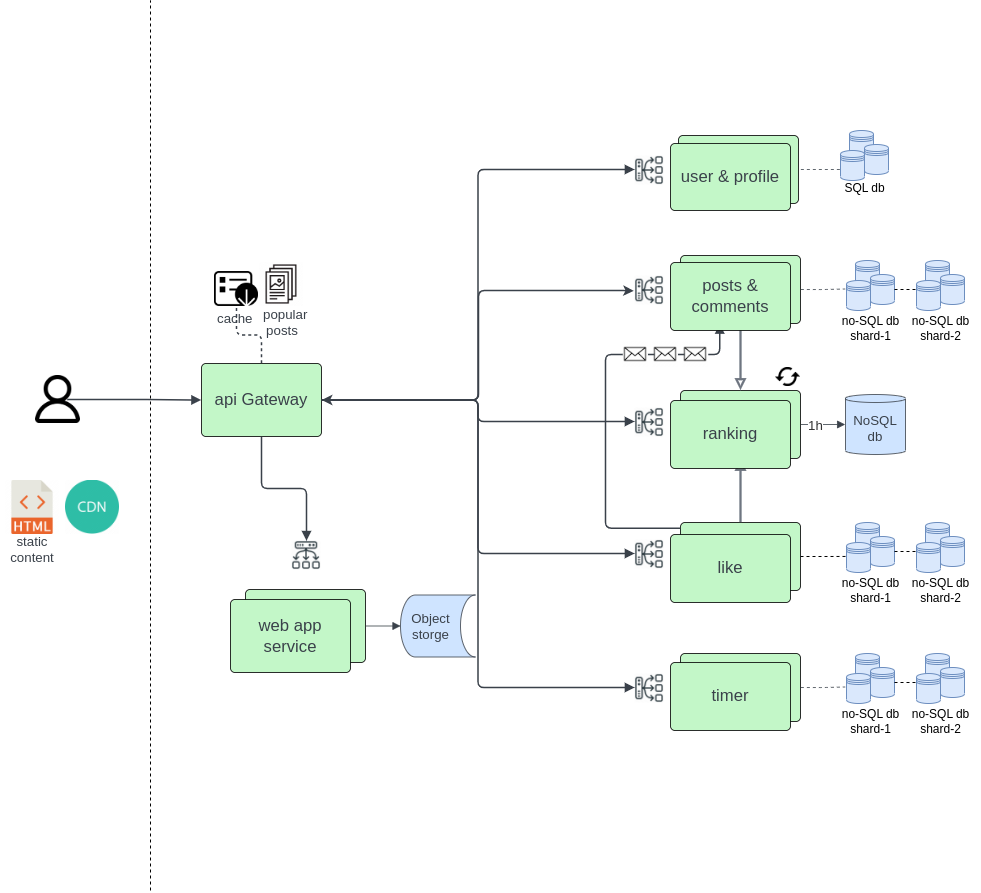 user & profile
SQL db
posts &
comments
no-SQL db
shard-1
no-SQL db
shard-2
cache
popular
posts
api Gateway
ranking
1h
NoSQL
db
CDN
HTML
static
content
like
no-SQL db
shard-1
no-SQL db
shard-2
web app
service
Object
storge
timer
no-SQL db
shard-1
no-SQL db
shard-2